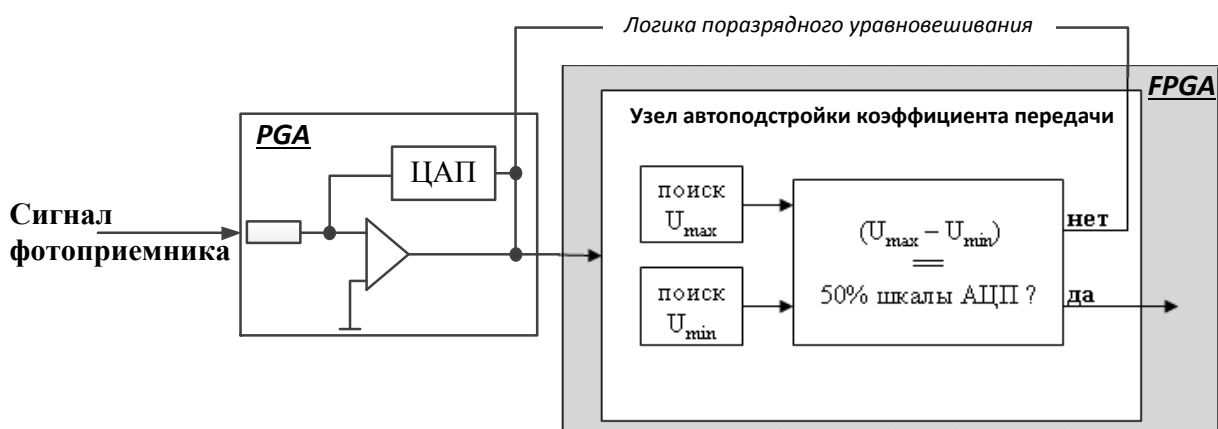 Логика поразрядного уравновешивания
FPGA
Узел автоподстройки коэффициента передачи
PGA
ЦАП
Сигнал
фотоприемника
поиск
Umax
поиск
Umin
(Umax – Umin)
=
50% шкалы АЦП ?
нет
да